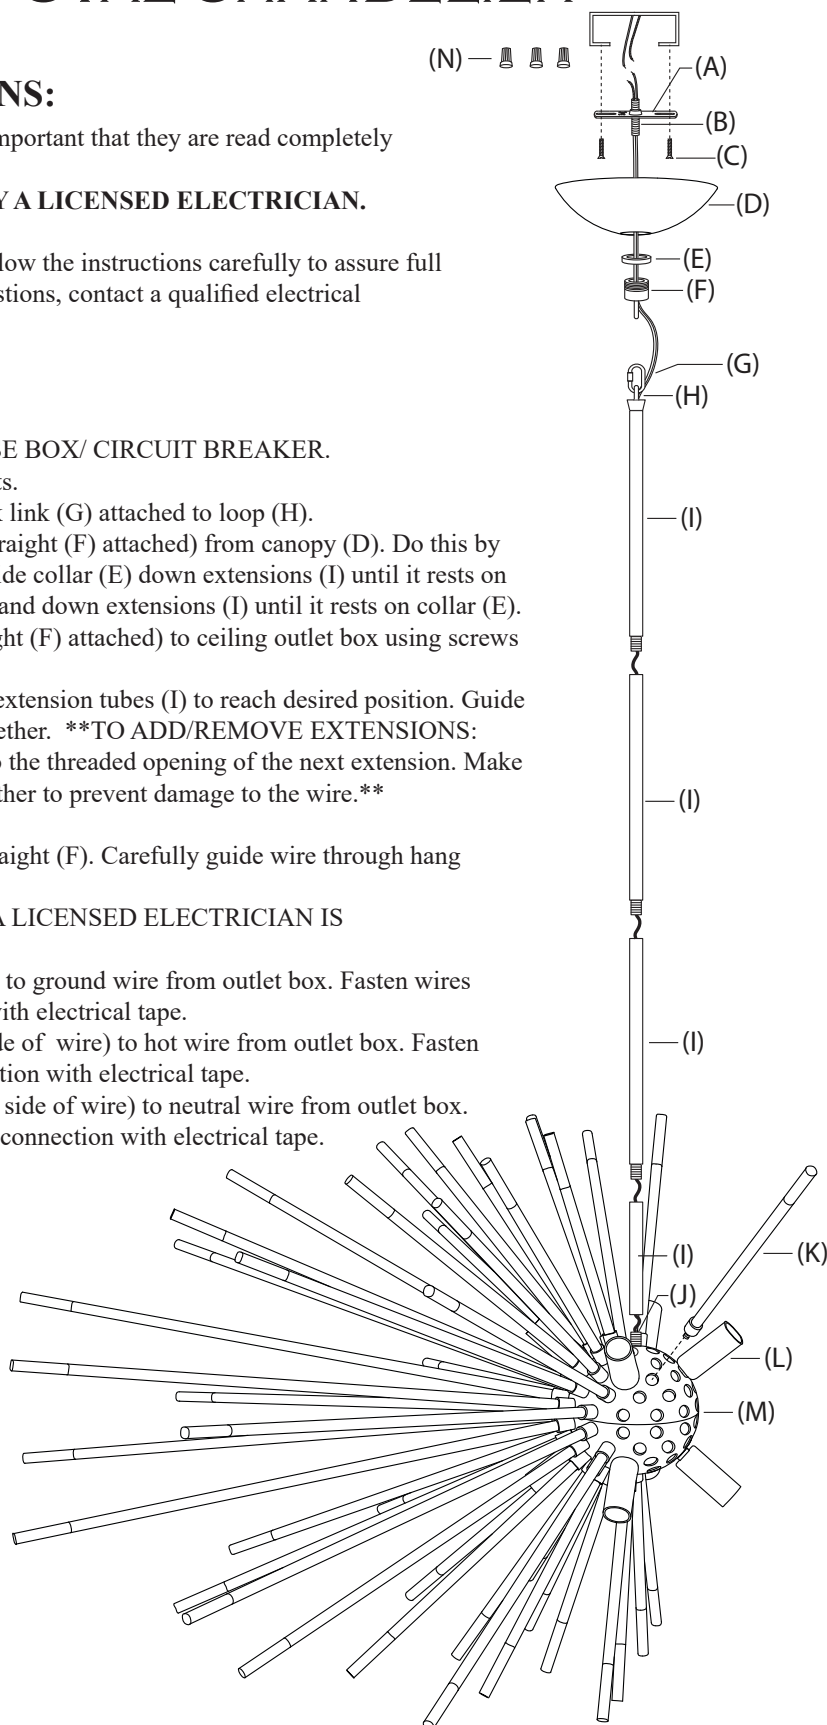 NS:
mportant that they are read completely
Y A LICENSED ELECTRICIAN.
low the instructions carefully to assure full
stions, contact a qualified electrical
SE BOX/ CIRCUIT BREAKER.
ts.
k link (G) attached to loop (H).
raight (F) attached) from canopy (D). Do this by
ide collar (E) down extensions (I) until it rests on
and down extensions (I) until it rests on collar (E).
ght (F) attached) to ceiling outlet box using screws
extension tubes (I) to reach desired position. Guide
ether. **TO ADD/REMOVE EXTENSIONS:
o the threaded opening of the next extension. Make
ther to prevent damage to the wire.**
aight (F). Carefully guide wire through hang
A LICENSED ELECTRICIAN IS
to ground wire from outlet box. Fasten wires
with electrical tape.
de of wire) to hot wire from outlet box. Fasten
ction with electrical tape.
side of wire) to neutral wire from outlet box.
connection with electrical tape.
(N)
(A)
(B)
(C)
(D)
(E)
(F)
(G)
(H)
(I)
(I)
(I)
(I)
(K)
(J)
(L)
(M)